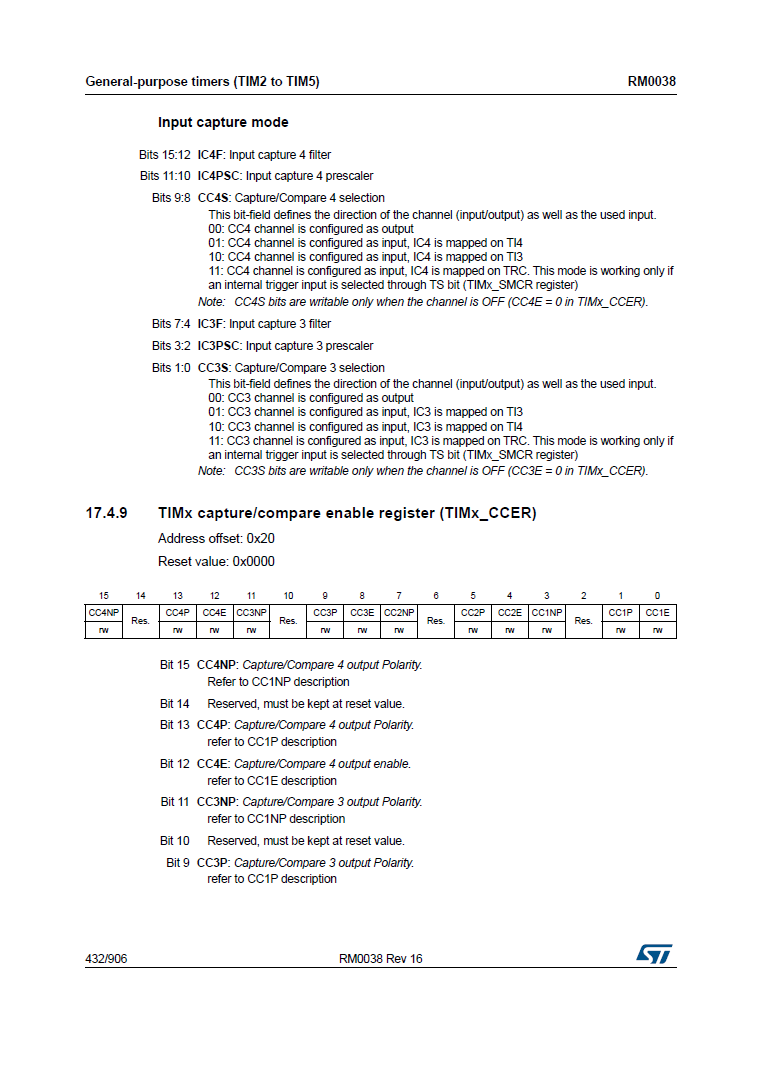 General-purpose timers (TIM2 to TIM5) RM0038
Input capture mode
Bits 15:12 IC4F: Input capture 4 filter
Bits 11:10 IC4PSC: Input capture 4 prescaler
Bits 9:8 CC4S: Capture/Compare 4 selection
This bit-field defines the direction of the channel (input/output) as well as the used input.
00: CC4 channel is configured as output
01: CC4 channel is configured as input, IC4 is mapped on TI4
10: CC4 channel is configured as input, IC4 is mapped on TI3
11: CC4 channel is configured as input, IC4 is mapped on TRC. This mode is working only if
an internal trigger input is selected through TS bit (TIMx_SMCR register)
Note: CC4S bits are writable only when the channel is OFF (CC4E = 0 in TIMx_CCER).
Bits 7:4 IC3F: Input capture 3 filter
Bits 3:2 IC3PSC: Input capture 3 prescaler
Bits 1:0 CC3S: Capture/Compare 3 selection
This bit-field defines the direction of the channel (input/output) as well as the used input.
00: CC3 channel is configured as output
01: CC3 channel is configured as input, IC3 is mapped on TI3
10: CC3 channel is configured as input, IC3 is mapped on TI4
11: CC3 channel is configured as input, IC3 is mapped on TRC. This mode is working only if
an internal trigger input is selected through TS bit (TIMx_SMCR register)
Note: CC3S bits are writable only when the channel is OFF (CC3E = 0 in TIMx_CCER).
17.4.9 TIMx capture/compare enable register (TIMx_CCER)
Address offset: 0x20
Reset value: 0x0000
15 14 13 12 11 10 9 8 7 6 5 4 3 2 1 0
CC4NP Res. CC4P CC4E CC3NP Res. CC3P CC3E CC2NP Res. CC2P CC2E CC1NP Res. CC1P CC1E
rw rw rw rw rw rw rw rw rw rw rw rw
Bit 15 CC4NP: Capture/Compare 4 output Polarity.
Refer to CC1NP description
Bit 14 Reserved, must be kept at reset value.
Bit 13 CC4P: Capture/Compare 4 output Polarity.
refer to CC1P description
Bit 12 CC4E: Capture/Compare 4 output enable.
refer to CC1E description
Bit 11 CC3NP: Capture/Compare 3 output Polarity.
refer to CC1NP description
Bit 10 Reserved, must be kept at reset value.
Bit 9 CC3P: Capture/Compare 3 output Polarity.
refer to CC1P description
432/906 RM0038 Rev 16 ST